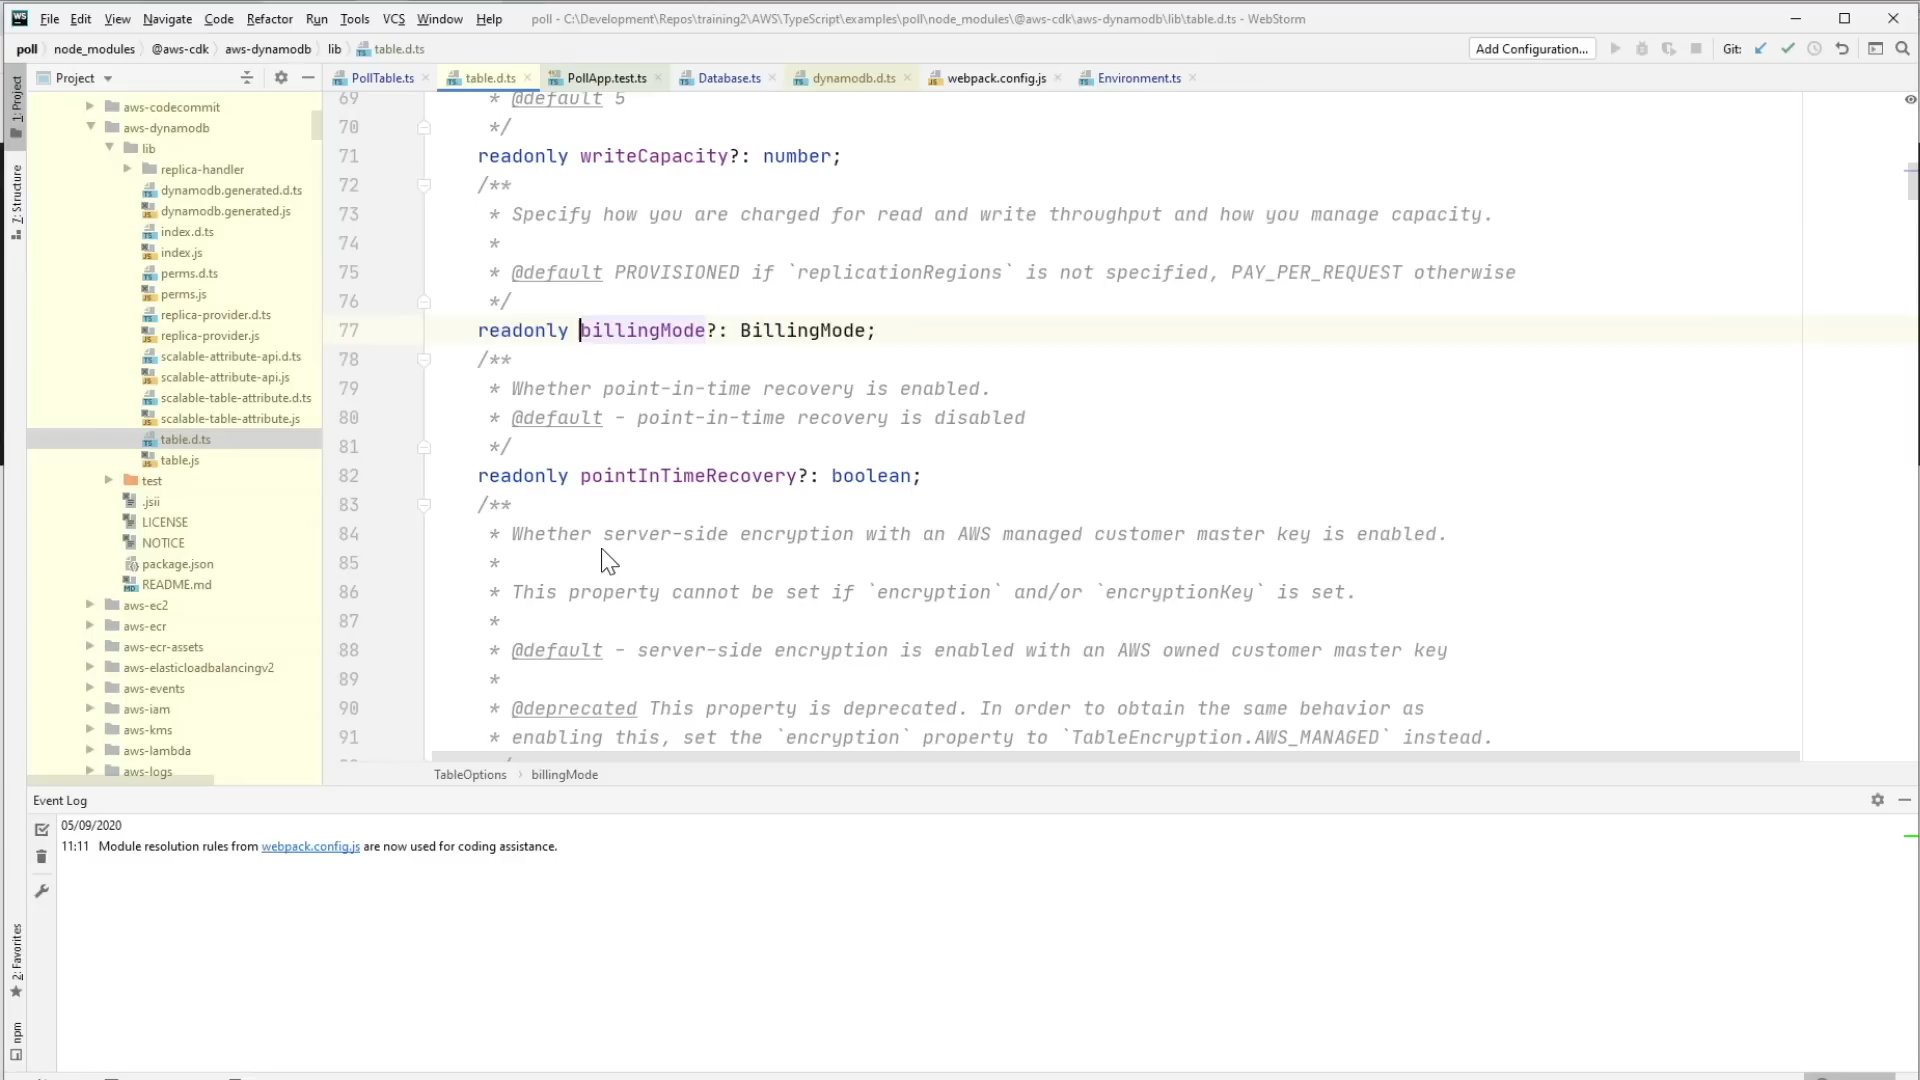 WS File Edit View Navigate Code Refactor Run Tools VCS Window Help poll - C:\Development\Repos\training2\AWS\TypeScript\examples\poll\node_modules\@aws-cdk\aws-dynamodb\lib\table.d.ts - WebStorm
poll node_modules @aws-cdk aws-dynamodb lib table.d.ts Add Configuration... Git:
Project PollTable.ts table.d.ts PollApp.test.ts Database.ts dynamodb.d.ts webpack.config.js Environment.ts
1: Project
7: Structure
2: Favorites
npm
aws-codecommit
aws-dynamodb
lib
replica-handler
dynamodb.generated.d.ts
dynamodb.generated.js
index.d.ts
index.js
perms.d.ts
perms.js
replica-provider.d.ts
replica-provider.js
scalable-attribute-api.d.ts
scalable-attribute-api.js
scalable-table-attribute.d.ts
scalable-table-attribute.js
table.d.ts
table.js
test
.jsii
LICENSE
NOTICE
package.json
README.md
aws-ec2
aws-ecr
aws-ecr-assets
aws-elasticloadbalancingv2
aws-events
aws-iam
aws-kms
aws-lambda
aws-logs
69 * @default 5
70 */
71 readonly writeCapacity?: number;
72 /**
73 * Specify how you are charged for read and write throughput and how you manage capacity.
74 *
75 * @default PROVISIONED if `replicationRegions` is not specified, PAY_PER_REQUEST otherwise
76 */
77 readonly billingMode?: BillingMode;
78 /**
79 * Whether point-in-time recovery is enabled.
80 * @default - point-in-time recovery is disabled
81 */
82 readonly pointInTimeRecovery?: boolean;
83 /**
84 * Whether server-side encryption with an AWS managed customer master key is enabled.
85 *
86 * This property cannot be set if `encryption` and/or `encryptionKey` is set.
87 *
88 * @default - server-side encryption is enabled with an AWS owned customer master key
89 *
90 * @deprecated This property is deprecated. In order to obtain the same behavior as
91 * enabling this, set the `encryption` property to `TableEncryption.AWS_MANAGED` instead.
TableOptions › billingMode
Event Log
05/09/2020
11:11 Module resolution rules from webpack.config.js are now used for coding assistance.